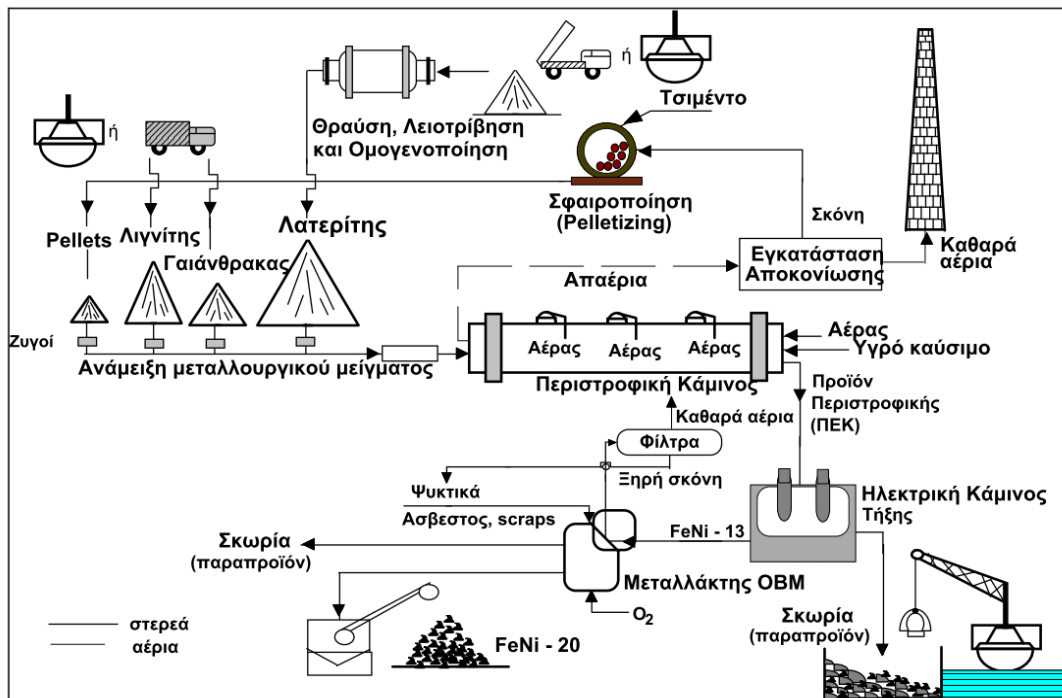 ή
Τσιμέντο
ή
Θραύση, Λειοτρίβηση
και Ομογενοποίηση
Σφαιροποίηση
(Pelletizing)
Σκόνη
Pellets
Λιγνίτης
Γαιάνθρακας
Λατερίτης
Καθαρά
αέρια
Εγκατάσταση
Αποκονίωσης
Απαέρια
Ζυγοί
Αέρας
Αέρας
Αέρας
Αέρας
Υγρό καύσιμο
Ανάμειξη μεταλλουργικού μείγματος
Περιστροφική Κάμινος
Προϊόν
Περιστροφικής
(ΠΕΚ)
Καθαρά αέρια
Φίλτρα
Ξηρή σκόνη
Ψυκτικά
Ασβεστος, scraps
Ηλεκτρική Κάμινος
Τήξης
FeNi - 13
Σκωρία
(παραπροϊόν)
Μεταλλάκτης OBM
O2
Σκωρία
(παραπροϊόν)
στερεά
αέρια
FeNi - 20